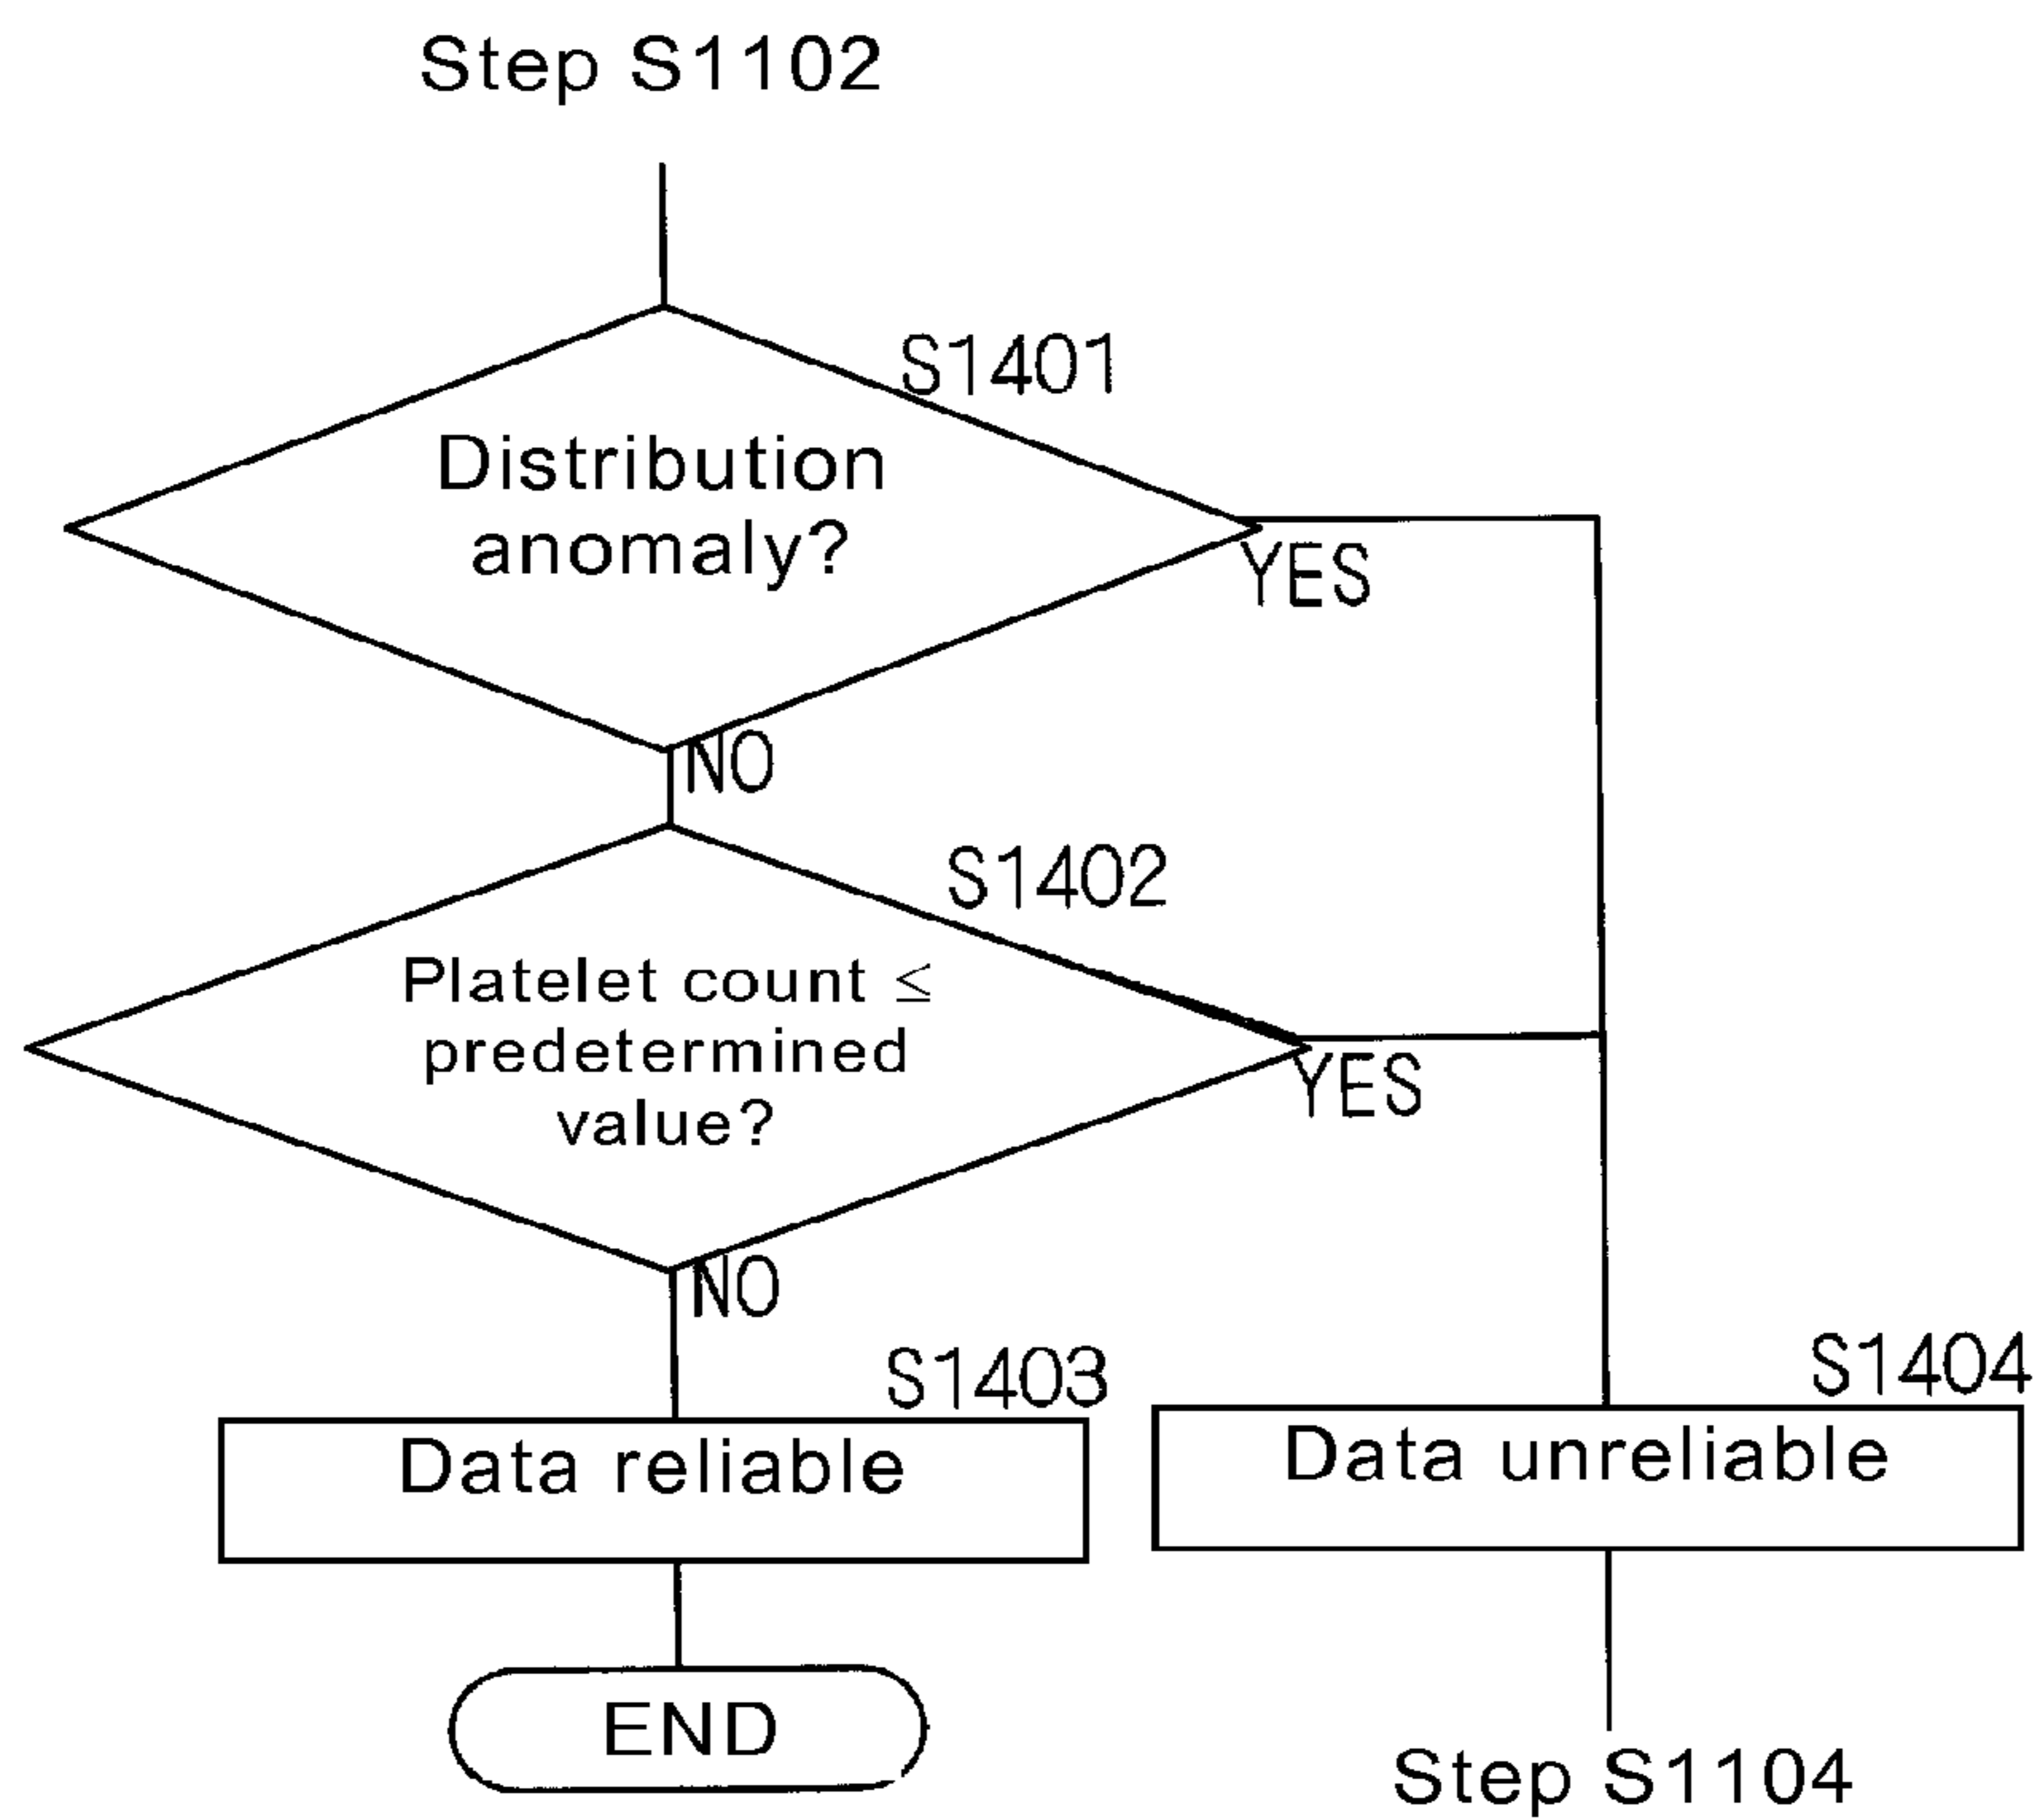 Step S1102
S1401
Distribution
anomaly?
YES
NO
S1402
Platelet count ≤
predetermined
value?
YES
NO
S1403
Data reliable
S1404
Data unreliable
END
Step S1104